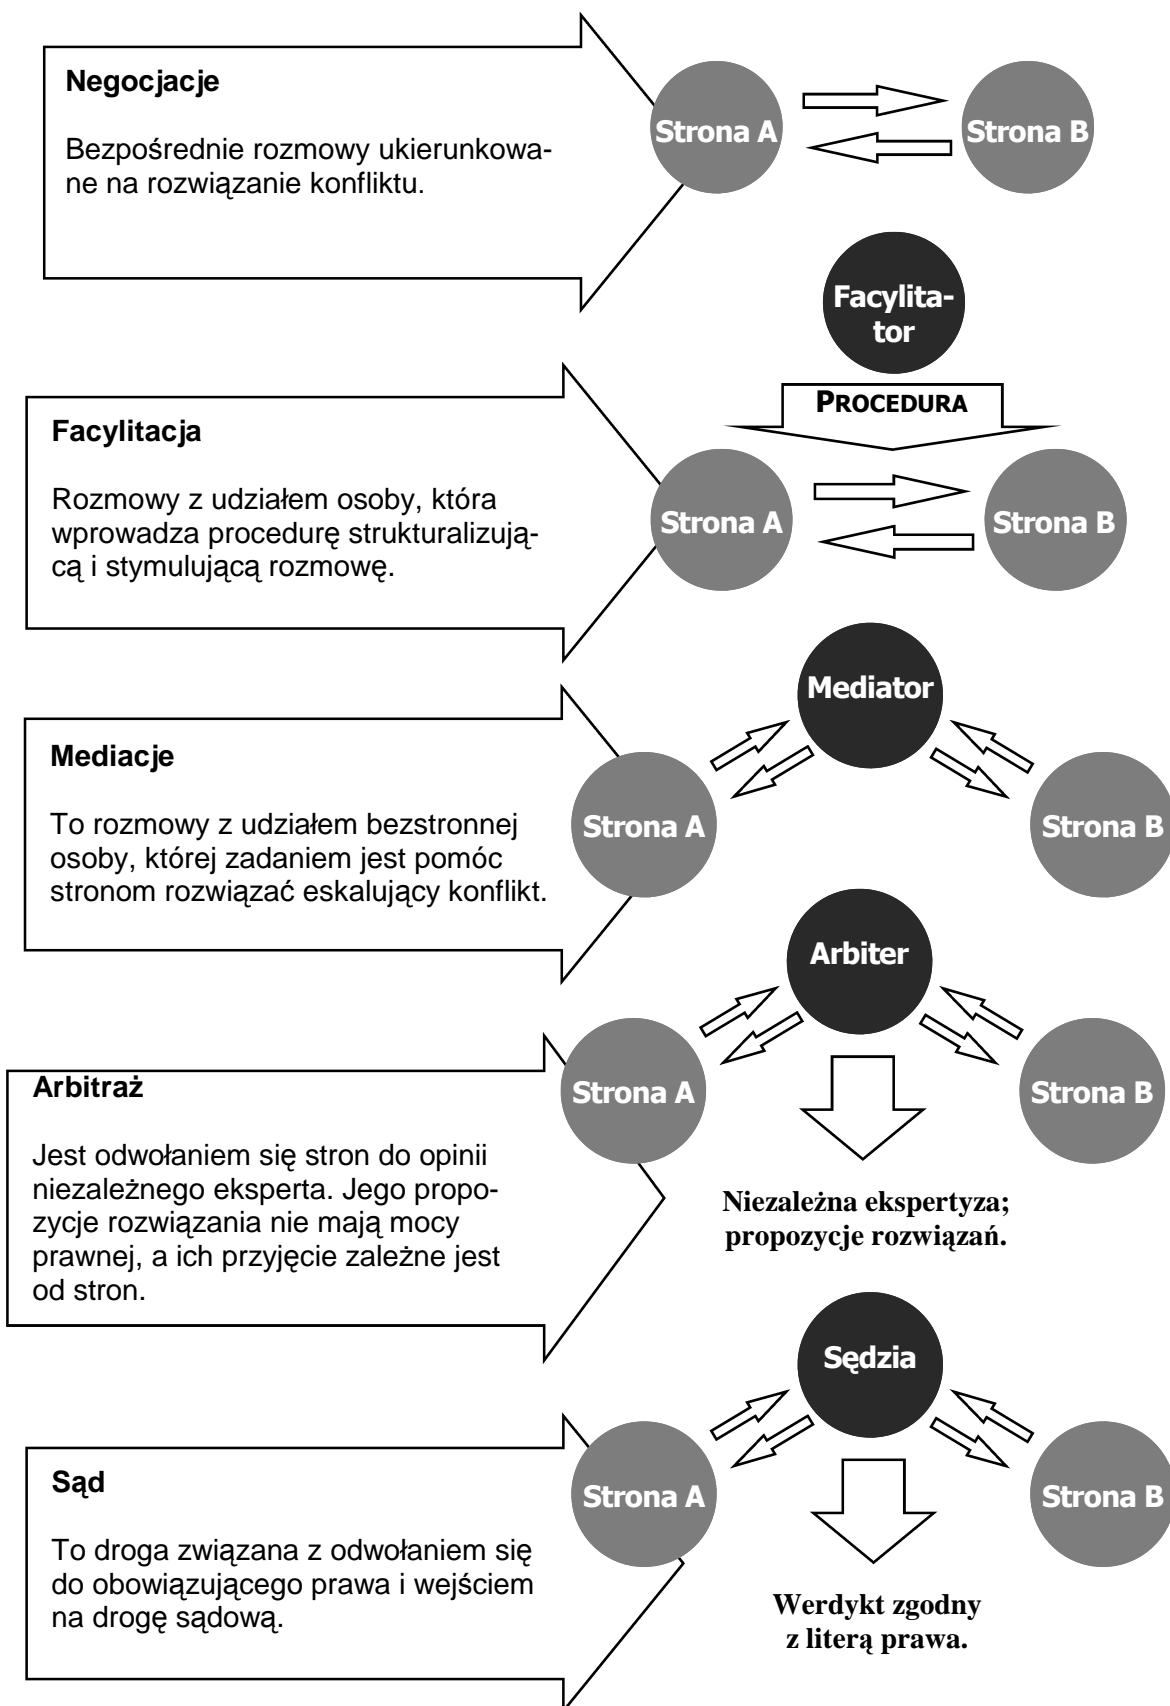 Negocjacje
Bezpośrednie rozmowy ukierunkowa-
ne na rozwiązanie konfliktu.
Strona A
Strona B
Facylita-
tor
PROCEDURA
Facylitacja
Rozmowy z udziałem osoby, która
wprowadza procedurę strukturalizują-
cą i stymulującą rozmowę.
Strona A
Strona B
Mediator
Mediacje
To rozmowy z udziałem bezstronnej
osoby, której zadaniem jest pomóc
stronom rozwiązać eskalujący konflikt.
Strona A
Strona B
Arbiter
Arbitraż
Jest odwołaniem się stron do opinii
niezależnego eksperta. Jego propo-
zycje rozwiązania nie mają mocy
prawnej, a ich przyjęcie zależne jest
od stron.
Strona A
Strona B
Niezależna ekspertyza;
propozycje rozwiązań.
Sędzia
Sąd
To droga związana z odwołaniem się
do obowiązującego prawa i wejściem
na drogę sądową.
Strona A
Strona B
Werdykt zgodny
z literą prawa.